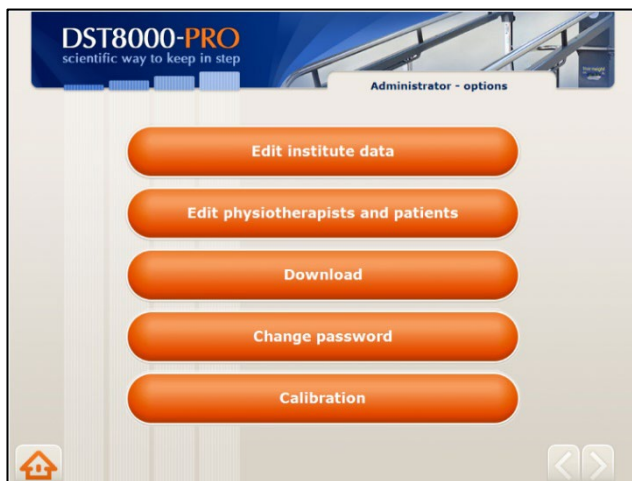 DST8000-PRO
scientific way to keep in step
Administrator - options
Edit institute data
Edit physiotherapists and patients
Download
Change password
Calibration